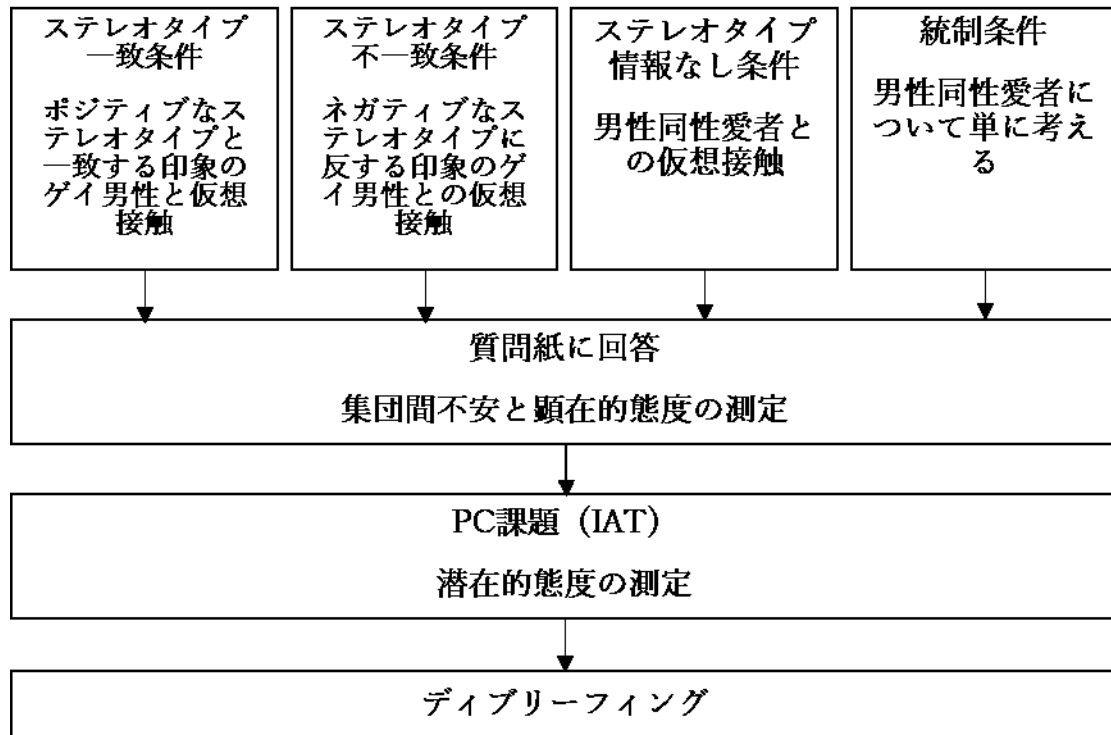 ステレオタイプ
一致条件
ポジティブなス
テレオタイプと
一致する印象の
ゲイ男性と仮想
接触
ステレオタイプ
不一致条件
ネガティブなス
テレオタイプに
反する印象のゲ
イ男性との仮想
接触
ステレオタイプ
情報なし条件
男性同性愛者と
の仮想接触
統制条件
男性同性愛者に
ついて単に考え
る
質問紙に回答
集団間不安と顕在的態度の測定
PC課題（IAT）
潜在的態度の測定
ディブリーフィング